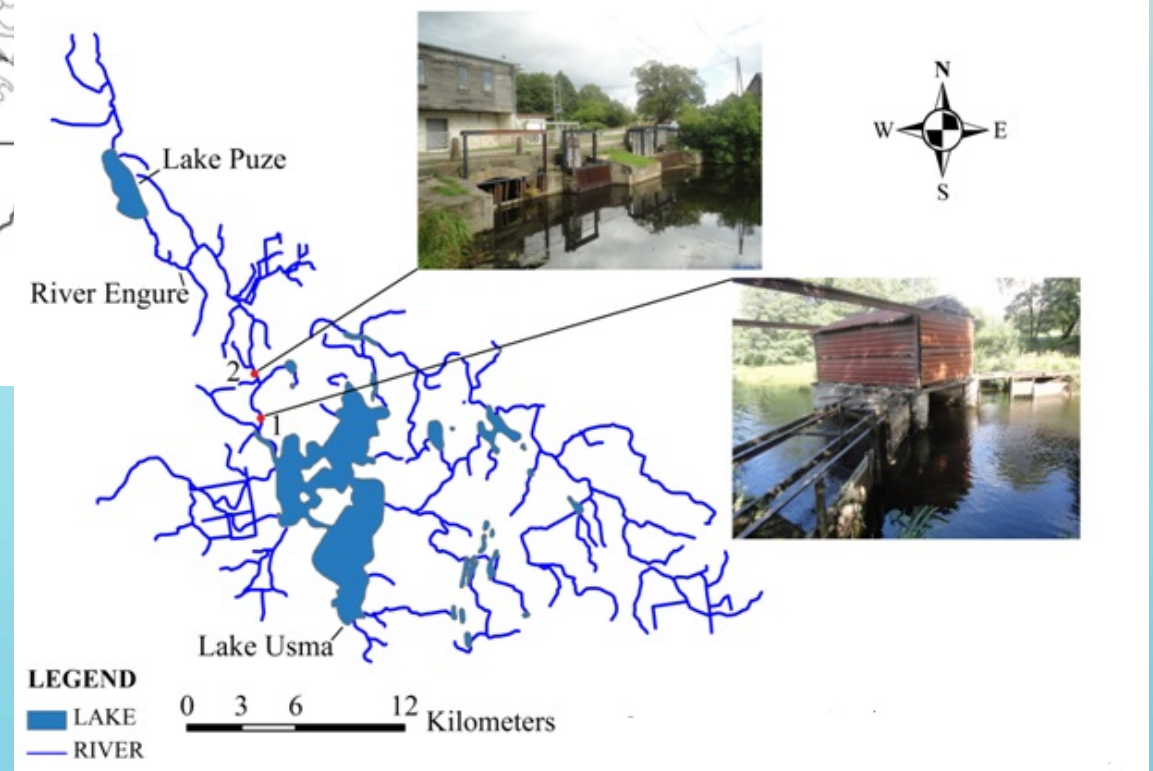 N
W E
S
Lake Puze
River Engure
2
1
Lake Usma
LEGEND
LAKE
RIVER
0 3 6 12 Kilometers